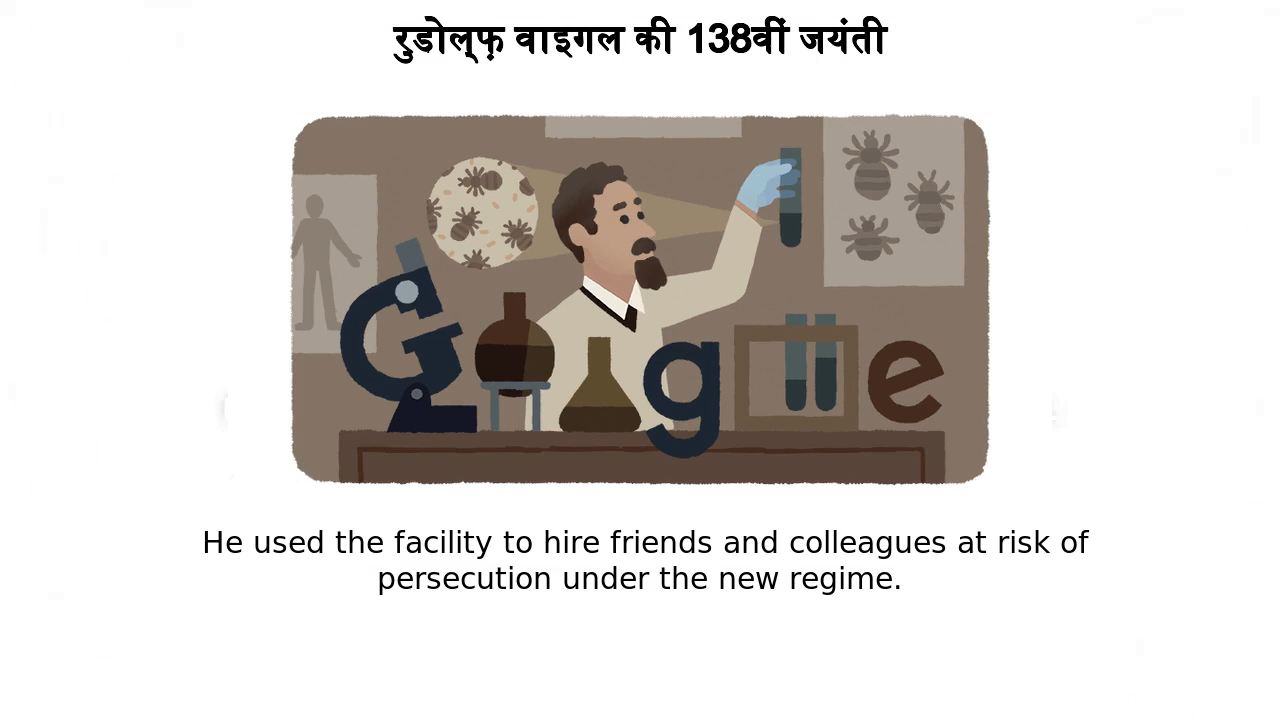 रुडोल्फ़ वाइगल की 138वीं जयंती
Google
He used the facility to hire friends and colleagues at risk of
persecution under the new regime.